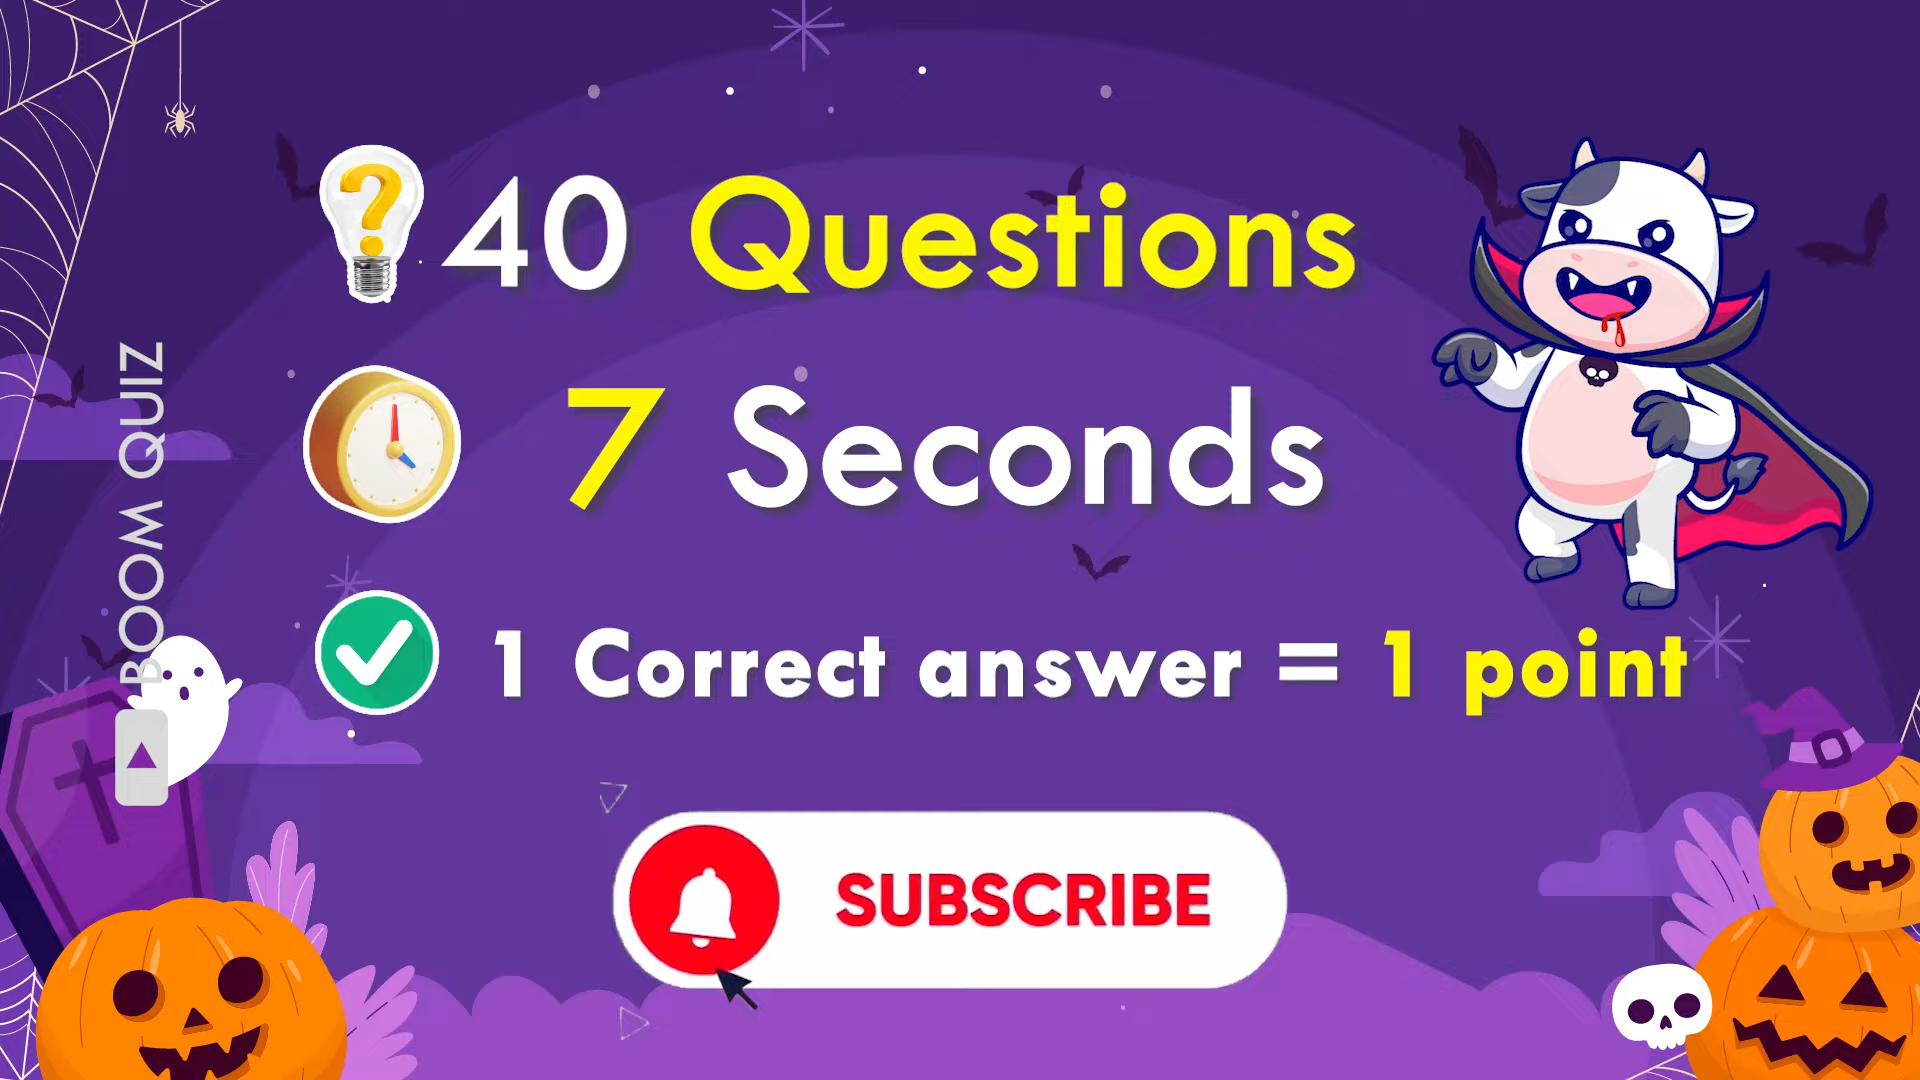 40 Questions
7 Seconds
1 Correct answer = 1 point
SUBSCRIBE
BOOM QUIZ